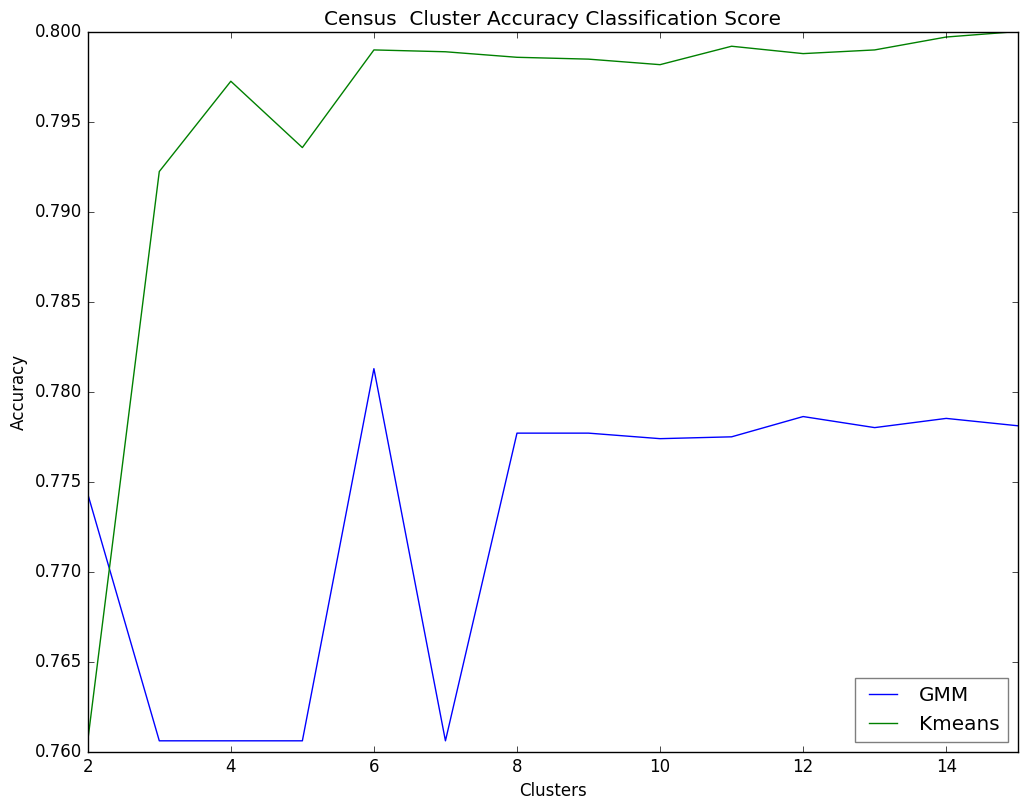 Census  Cluster Accuracy Classification Score
0.800
0.795
0.790
0.785
0.780
0.775
0.770
0.765
0.760
Accuracy
2 4 6 8 10 12 14
Clusters
GMM
Kmeans